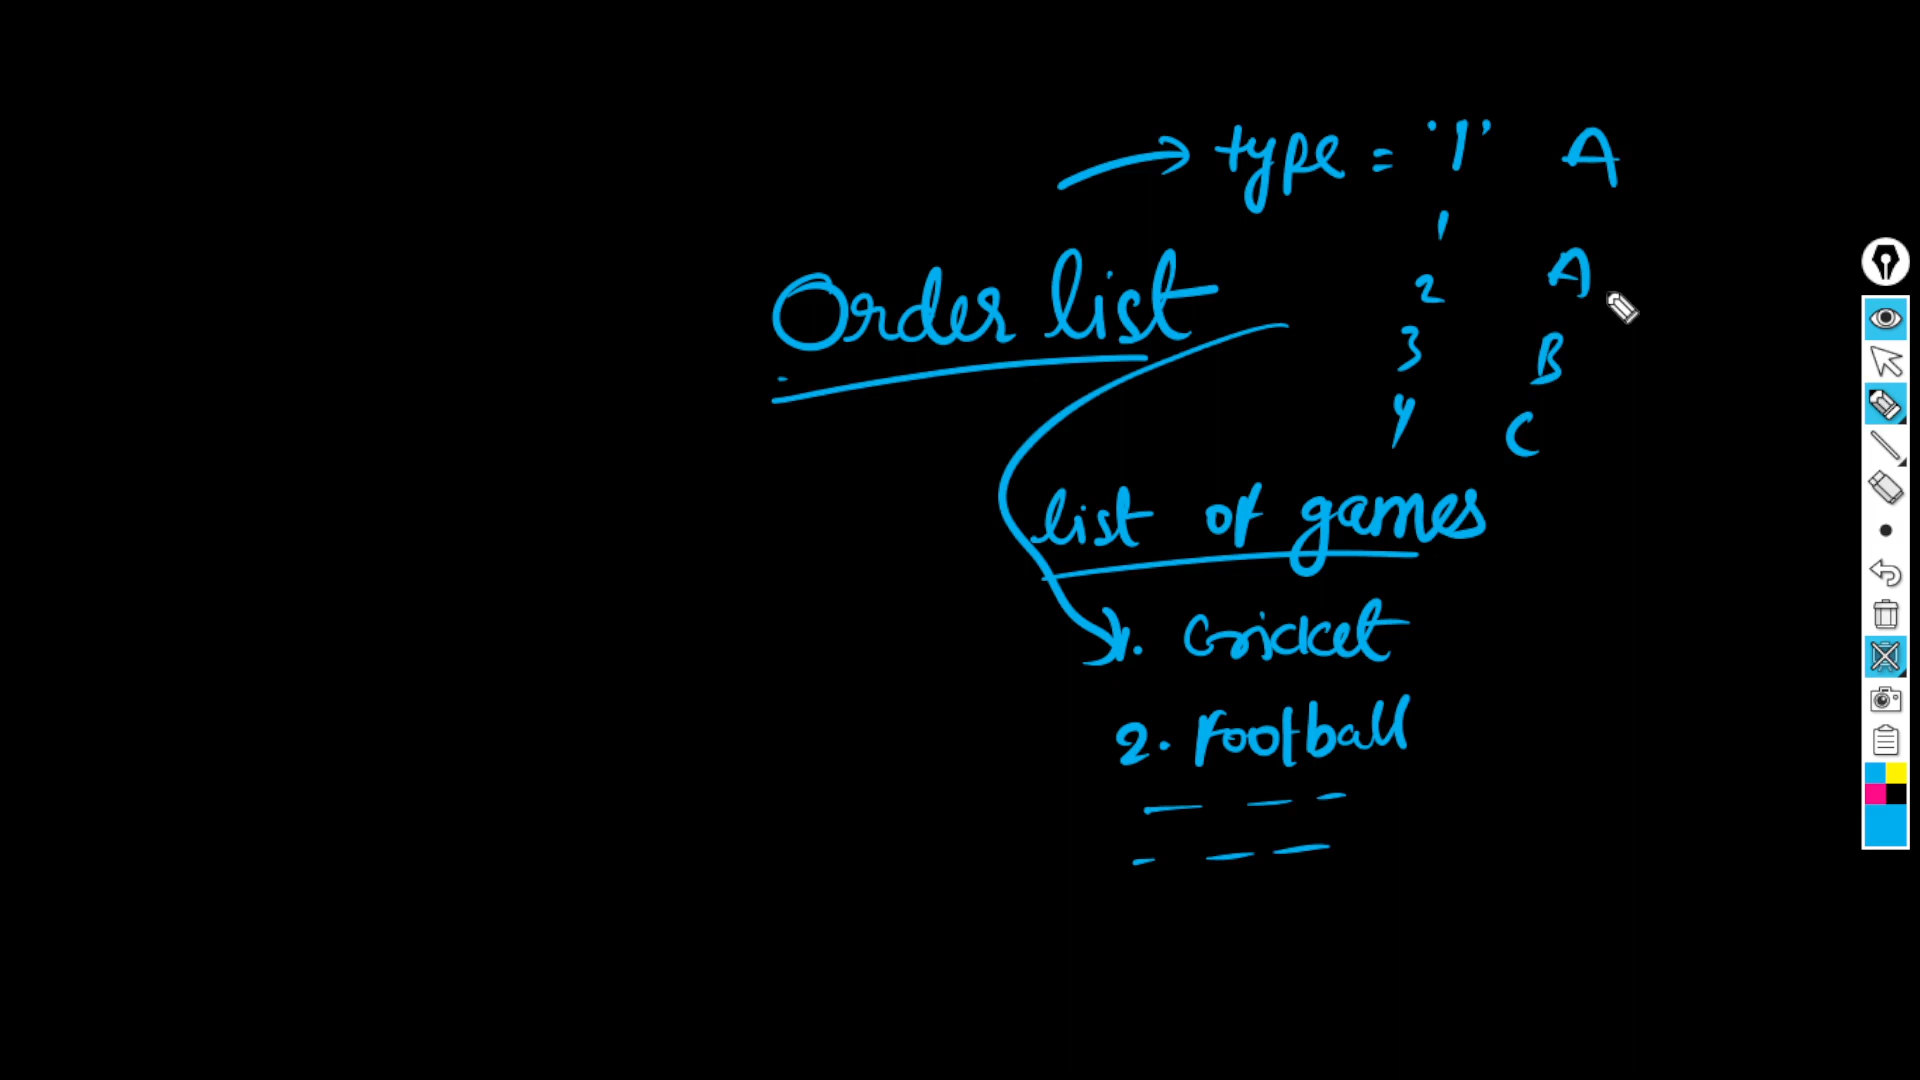 type = '1' A
1
Order list
2 A
3 B
4 C
list of games
1. Cricket
2. Football